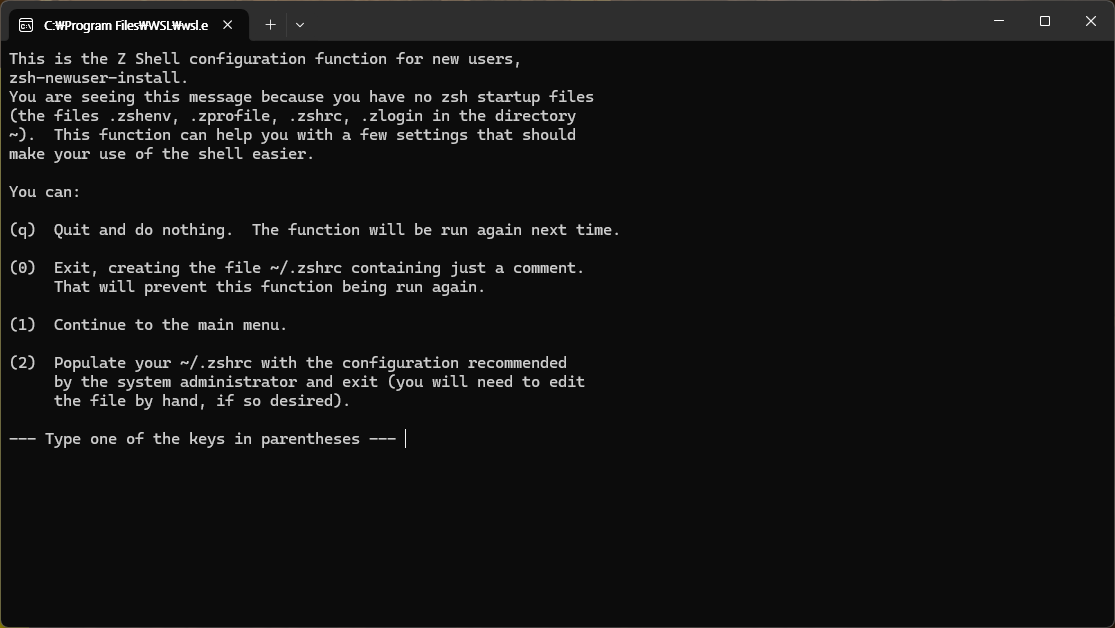 C:₩Program Files₩WSL₩wsl.e
This is the Z Shell configuration function for new users,
zsh-newuser-install.
You are seeing this message because you have no zsh startup files
(the files .zshenv, .zprofile, .zshrc, .zlogin in the directory
~).  This function can help you with a few settings that should
make your use of the shell easier.

You can:

(q)  Quit and do nothing.  The function will be run again next time.

(0)  Exit, creating the file ~/.zshrc containing just a comment.
     That will prevent this function being run again.

(1)  Continue to the main menu.

(2)  Populate your ~/.zshrc with the configuration recommended
     by the system administrator and exit (you will need to edit
     the file by hand, if so desired).

--- Type one of the keys in parentheses ---